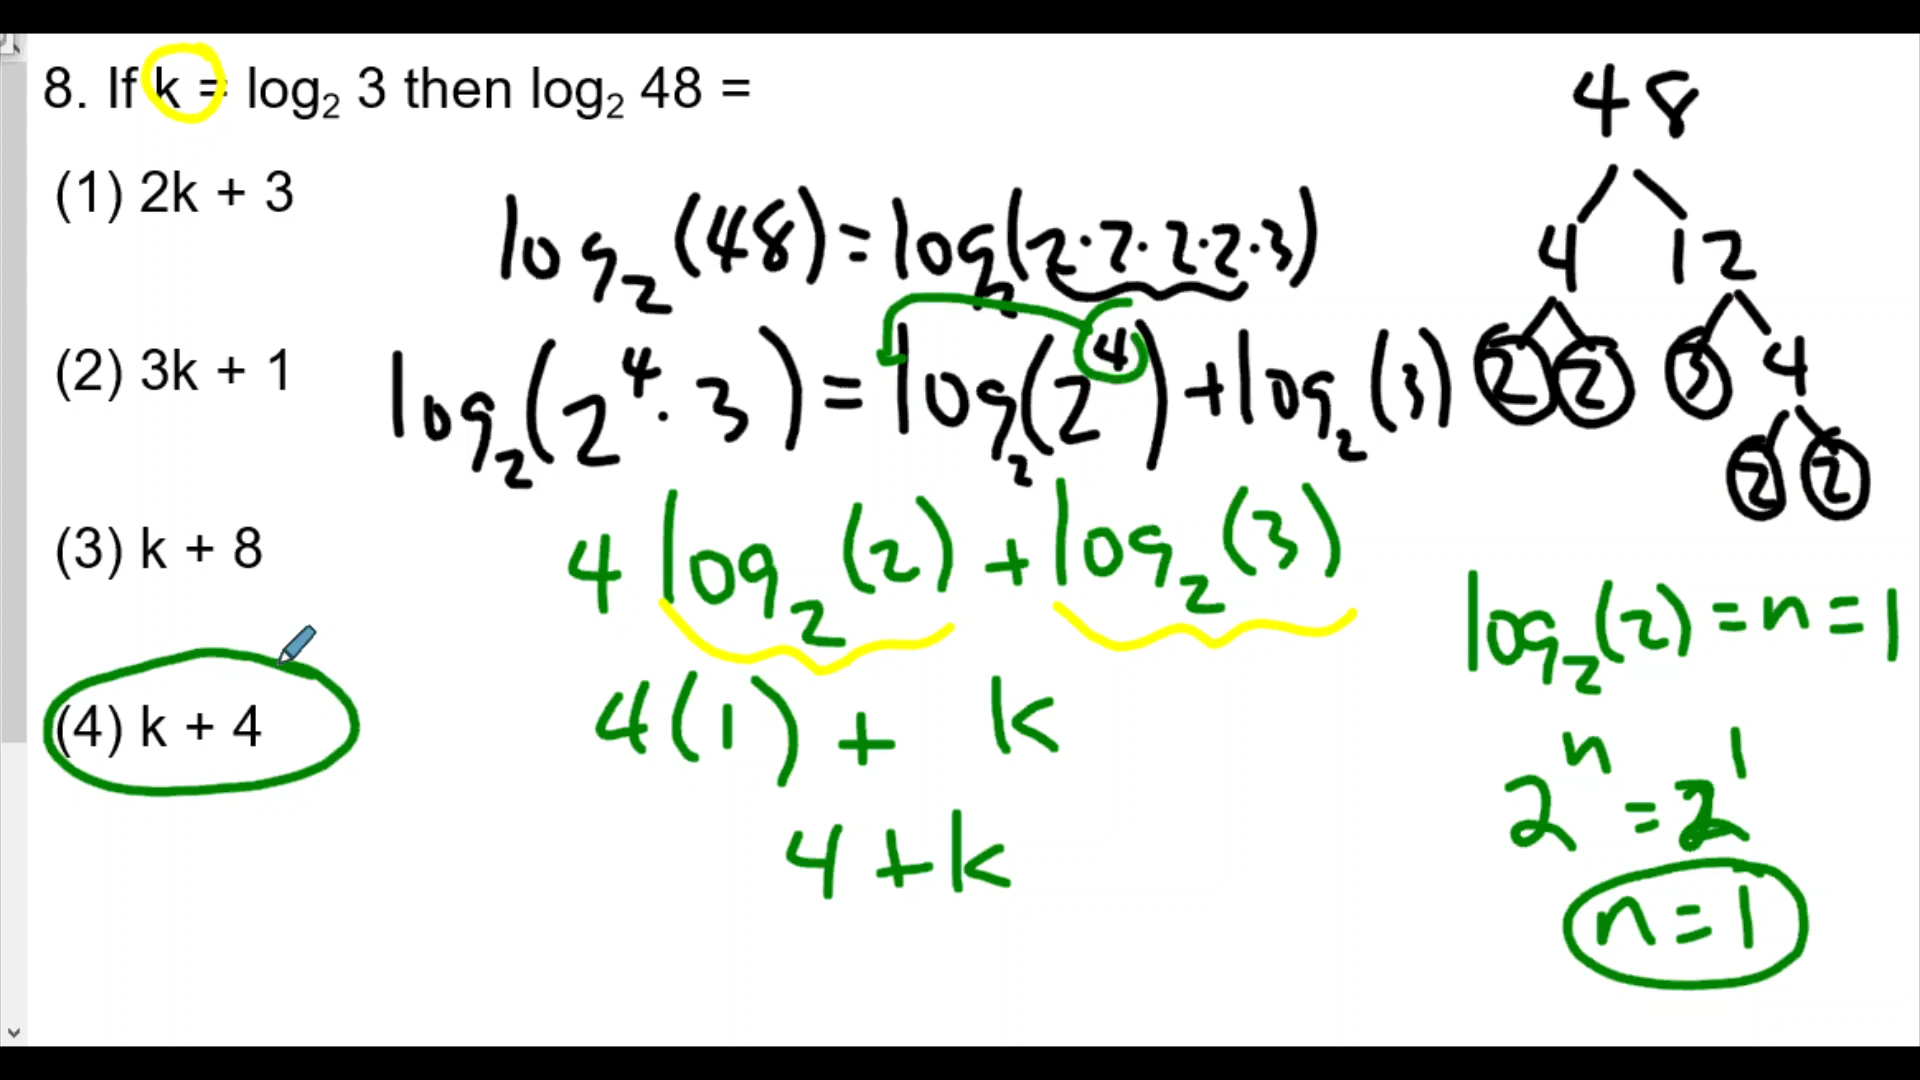 8. If k = log₂ 3 then log₂ 48 =
(1) 2k + 3
(2) 3k + 1
(3) k + 8
(4) k + 4
log₂(48) = log₂(2·2·2·2·3)
log₂(2⁴·3) = log₂(2⁴) + log₂(3)
4 log₂(2) + log₂(3)
4(1) + k
4 + k
48
4 12
2 2 3 4
2 2
log₂(2) = n = 1
2ⁿ = 2¹
n = 1